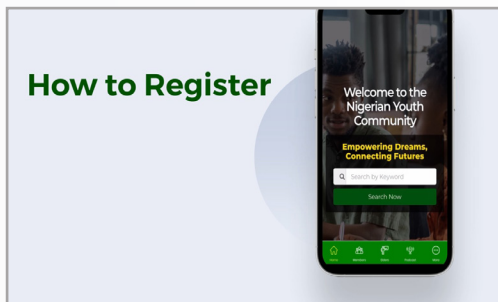 How to Register
Welcome to the
Nigerian Youth
Community
Empowering Dreams,
Connecting Futures
Search by Keyword
Search Now